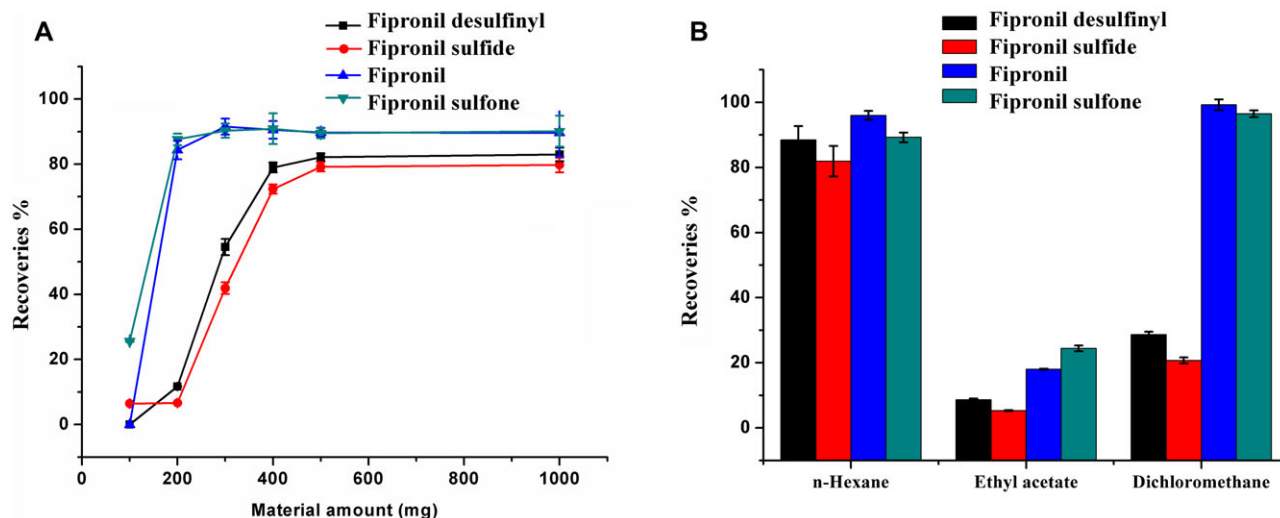 A
Fipronil desulfinyl
Fipronil sulfide
Fipronil
Fipronil sulfone
100
80
60
40
20
0
Recoveries %
0
200
400
600
800
1000
Material amount (mg)
B
Fipronil desulfinyl
Fipronil sulfide
Fipronil
Fipronil sulfone
100
80
60
40
20
0
Recoveries %
n-Hexane
Ethyl acetate
Dichloromethane